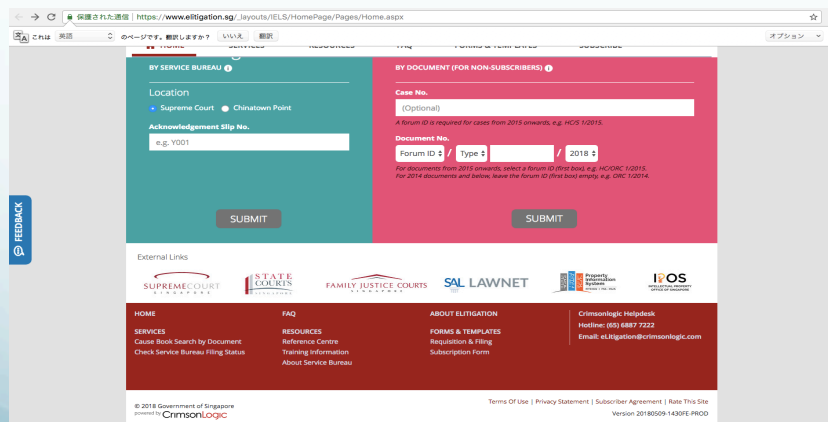 保護された通信 | https://www.elitigation.sg/_layouts/IELS/HomePage/Pages/Home.aspx
これは 英語 のページです。翻訳しますか？ いいえ 翻訳 オプション
HOME SERVICES RESOURCES FAQ FORMS & TEMPLATES SUBSCRIBE
BY SERVICE BUREAU
Location
Supreme Court Chinatown Point
Acknowledgement Slip No.
e.g. Y001
SUBMIT
BY DOCUMENT (FOR NON-SUBSCRIBERS)
Case No.
(Optional)
A forum ID is required for cases from 2015 onwards, e.g. HC/S 1/2015.
Document No.
Forum ID / Type / 2018
For documents from 2015 onwards, select a forum ID (first box), e.g. HC/ORC 1/2015.
For 2014 documents and below, leave the forum ID (first box) empty, e.g. ORC 1/2014.
SUBMIT
FEEDBACK
External Links
SUPREMECOURT
SINGAPORE
STATE
COURTS
FAMILY JUSTICE COURTS
SINGAPORE
SAL LAWNET
Property
Information
System
IPOS
INTELLECTUAL PROPERTY
OFFICE OF SINGAPORE
HOME
SERVICES
Cause Book Search by Document
Check Service Bureau Filing Status
FAQ
RESOURCES
Reference Centre
Training Information
About Service Bureau
ABOUT ELITIGATION
FORMS & TEMPLATES
Requisition & Filing
Subscription Form
Crimsonlogic Helpdesk
Hotline: (65) 6887 7222
Email: eLitigation@crimsonlogic.com
© 2018 Government of Singapore
powered by CrimsonLogic
Terms Of Use | Privacy Statement | Subscriber Agreement | Rate This Site
Version 20180509-1430FE-PROD